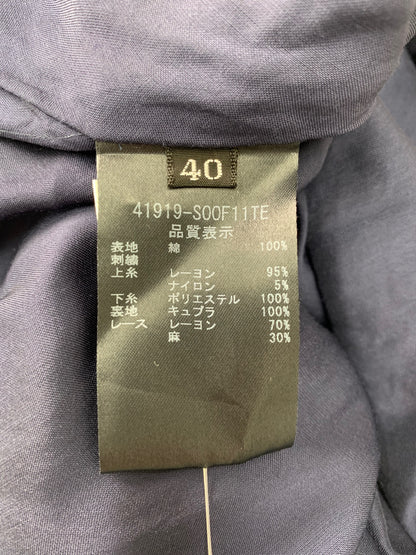 40
41919-S00F11TE
品質表示
表地 綿 100%
刺繍
上糸 レーヨン 95%
ナイロン 5%
下糸 ポリエステル 100%
裏地 キュプラ 100%
レース レーヨン 70%
麻 30%